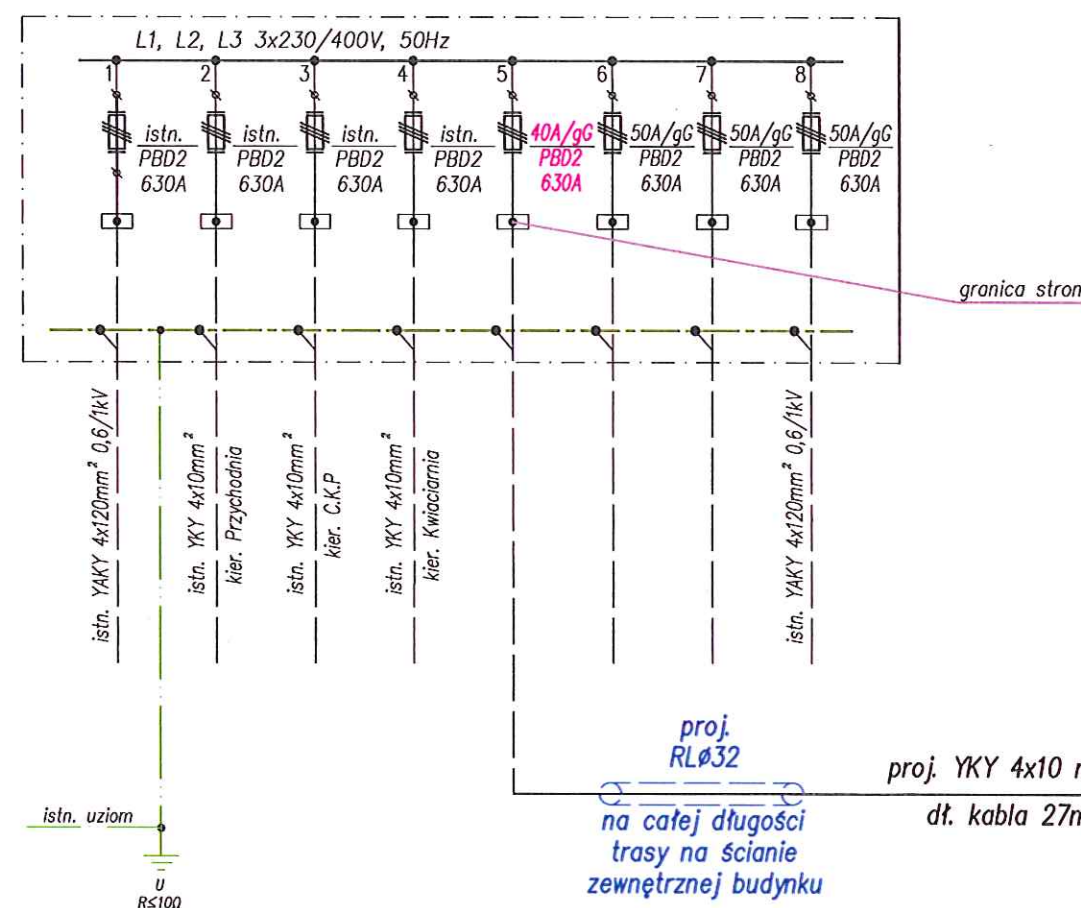 L1, L2, L3 3x230/400V, 50Hz
1 2 3 4 5 6 7 8
istn. istn. istn. istn. 40A/gG 50A/gG 50A/gG 50A/gG
PBD2 PBD2 PBD2 PBD2 PBD2 PBD2 PBD2 PBD2
630A 630A 630A 630A 630A 630A 630A 630A
granica stron
istn. YAKY 4x120mm² 0,6/1kV
istn. YKY 4x10mm²
kier. Przychodnia
istn. YKY 4x10mm²
kier. C.K.P
istn. YKY 4x10mm²
kier. Kwiaciarnia
istn. YAKY 4x120mm² 0,6/1kV
proj.
RLø32
proj. YKY 4x10
dł. kabla 27m
na całej długości
trasy na ścianie
zewnętrznej budynku
istn. uziom
U
R≤100